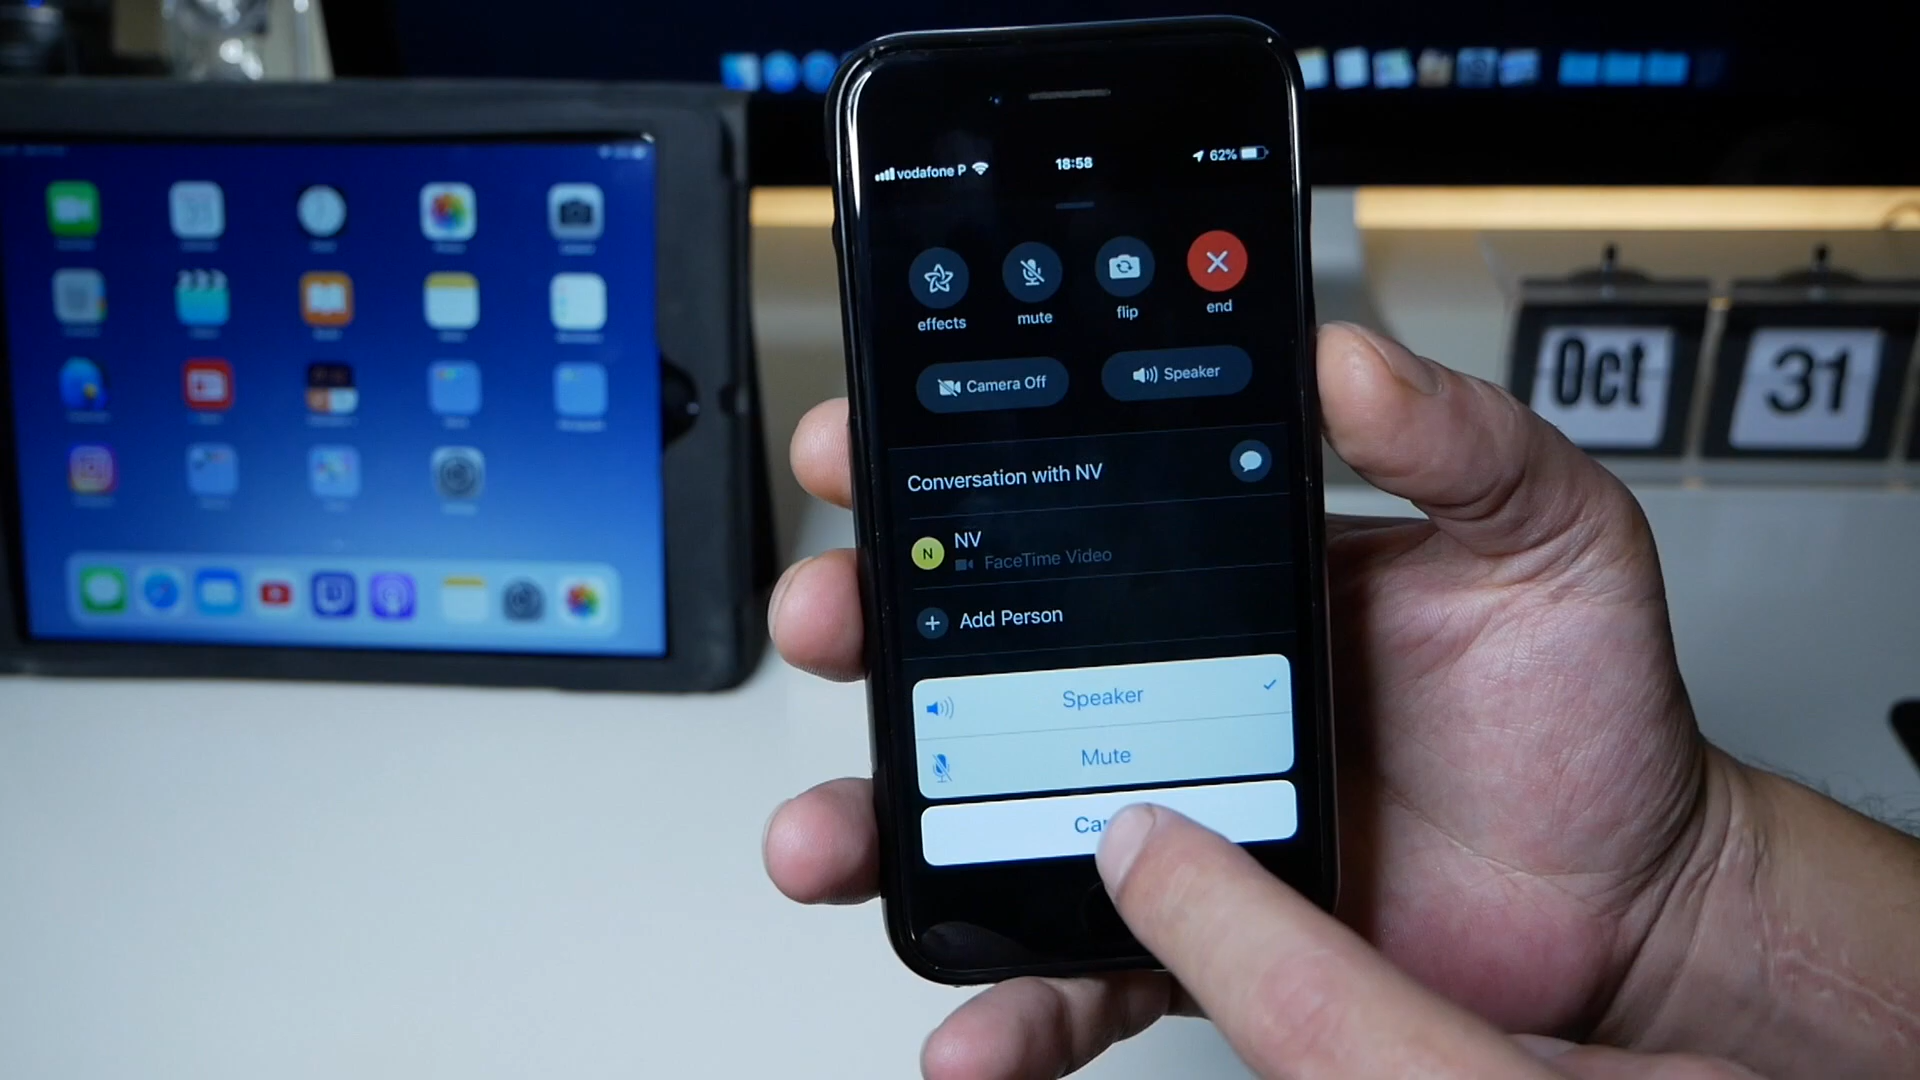 vodafone P
18:58
62%
effects
mute
flip
end
Camera Off
Speaker
Conversation with NV
N
NV
FaceTime Video
Add Person
Speaker
Mute
Ca
Oct
31